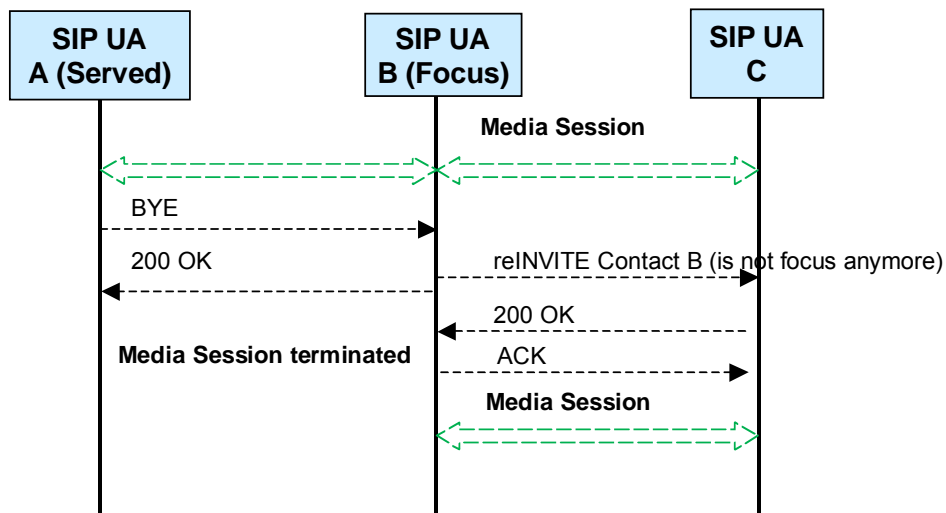 SIP UA
A (Served)
SIP UA
B (Focus)
SIP UA
C
Media Session
BYE
200 OK
reINVITE Contact B (is not focus anymore)
200 OK
Media Session terminated
ACK
Media Session